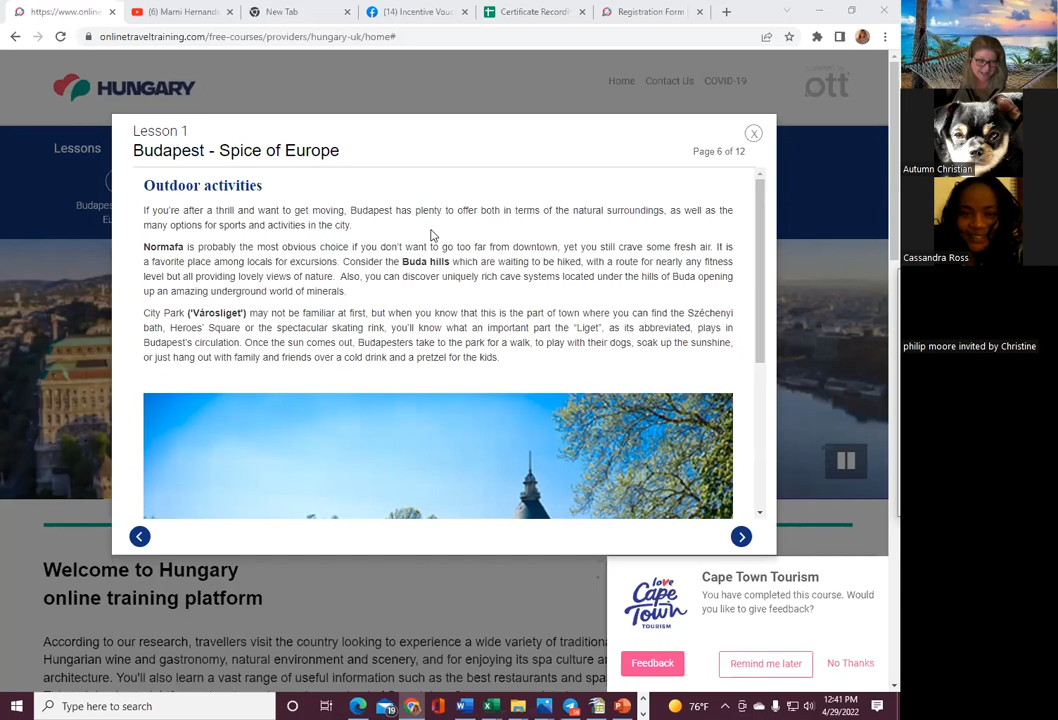 https://www.online
(6) Marni Hernande
New Tab
(14) Incentive Vouc
Certificate Recordi
Registration Form
onlinetraveltraining.com/free-courses/providers/hungary-uk/home#
HUNGARY
Home
Contact Us
COVID-19
powered by
ott
Lessons
Budapes
Eu
Lesson 1
Budapest - Spice of Europe
X
Page 6 of 12
Outdoor activities
If you're after a thrill and want to get moving, Budapest has plenty to offer both in terms of the natural surroundings, as well as the
many options for sports and activities in the city.
Normafa is probably the most obvious choice if you don't want to go too far from downtown, yet you still crave some fresh air. It is
a favorite place among locals for excursions. Consider the Buda hills which are waiting to be hiked, with a route for nearly any fitness
level but all providing lovely views of nature. Also, you can discover uniquely rich cave systems located under the hills of Buda opening
up an amazing underground world of minerals.
City Park ('Városliget') may not be familiar at first, but when you know that this is the part of town where you can find the Széchenyi
bath, Heroes' Square or the spectacular skating rink, you'll know what an important part the "Liget", as its abbreviated, plays in
Budapest's circulation. Once the sun comes out, Budapesters take to the park for a walk, to play with their dogs, soak up the sunshine,
or just hang out with family and friends over a cold drink and a pretzel for the kids.
Welcome to Hungary
online training platform
According to our research, travellers visit the country looking to experience a wide variety of traditiona
Hungarian wine and gastronomy, natural environment and scenery, and for enjoying its spa culture a
architecture. You'll also learn a vast range of useful information such as the best restaurants and spa
love
Cape
Town
TOURISM
Cape Town Tourism
You have completed this course. Would
you like to give feedback?
Feedback
Remind me later
No Thanks
Autumn Christian
Cassandra Ross
philip moore invited by Christine
Type here to search
19
76°F
12:41 PM
4/29/2022